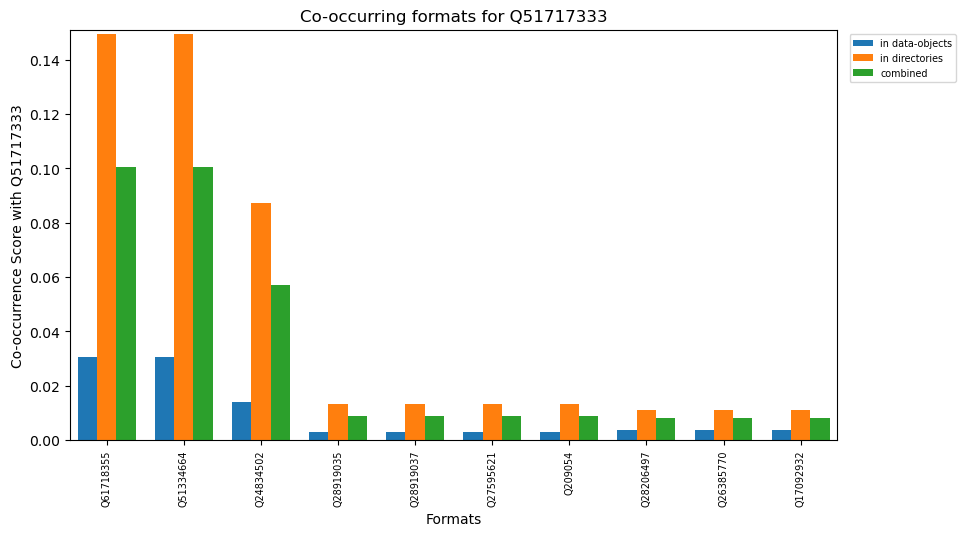 Co-occurring formats for Q51717333
in data-objects
in directories
combined
Co-occurrence Score with Q51717333
0.14
0.12
0.10
0.08
0.06
0.04
0.02
0.00
Q61718355
Q51334664
Q24834502
Q28919035
Q28919037
Q27595621
Q209054
Q28206497
Q26385770
Q17092932
Formats